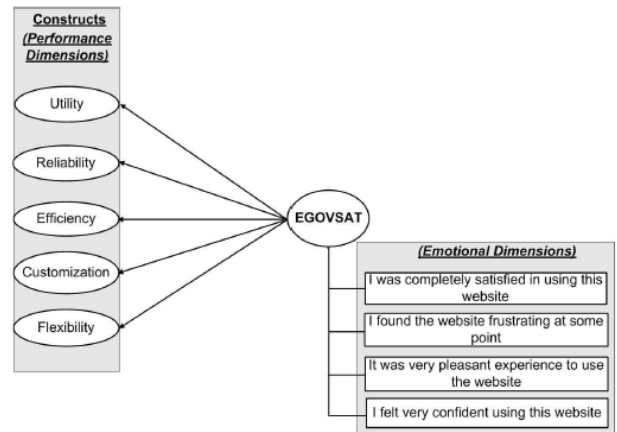 Constructs
(Performance
Dimensions)
Utility
Reliability
Efficiency
Customization
Flexibility
EGOVSAT
(Emotional Dimensions)
I was completely satisfied in using this
website
I found the website frustrating at some
point
It was very pleasant experience to use
the website
I felt very confident using this website